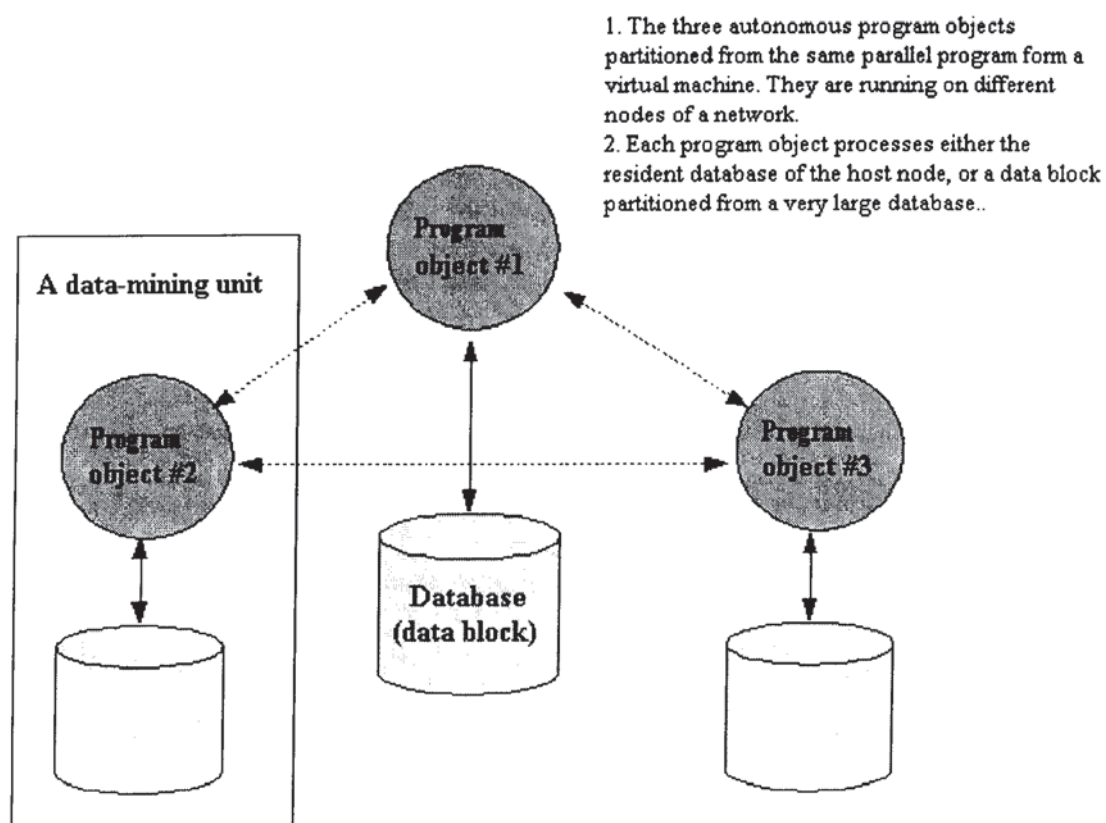 1. The three autonomous program objects
partitioned from the same parallel program form a
virtual machine. They are running on different
nodes of a network.
2. Each program object processes either the
resident database of the host node, or a data block
partitioned from a very large database..
Program
object #1
A data-mining unit
Program
object #2
Program
object #3
Database
(data block)